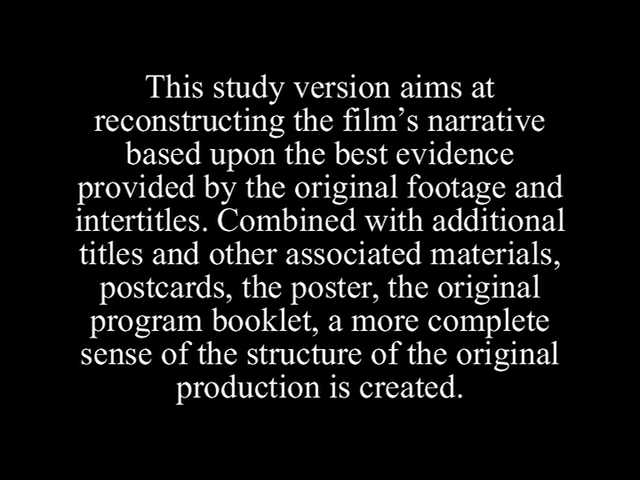 This study version aims at
reconstructing the film’s narrative
based upon the best evidence
provided by the original footage and
intertitles. Combined with additional
titles and other associated materials,
postcards, the poster, the original
program booklet, a more complete
sense of the structure of the original
production is created.